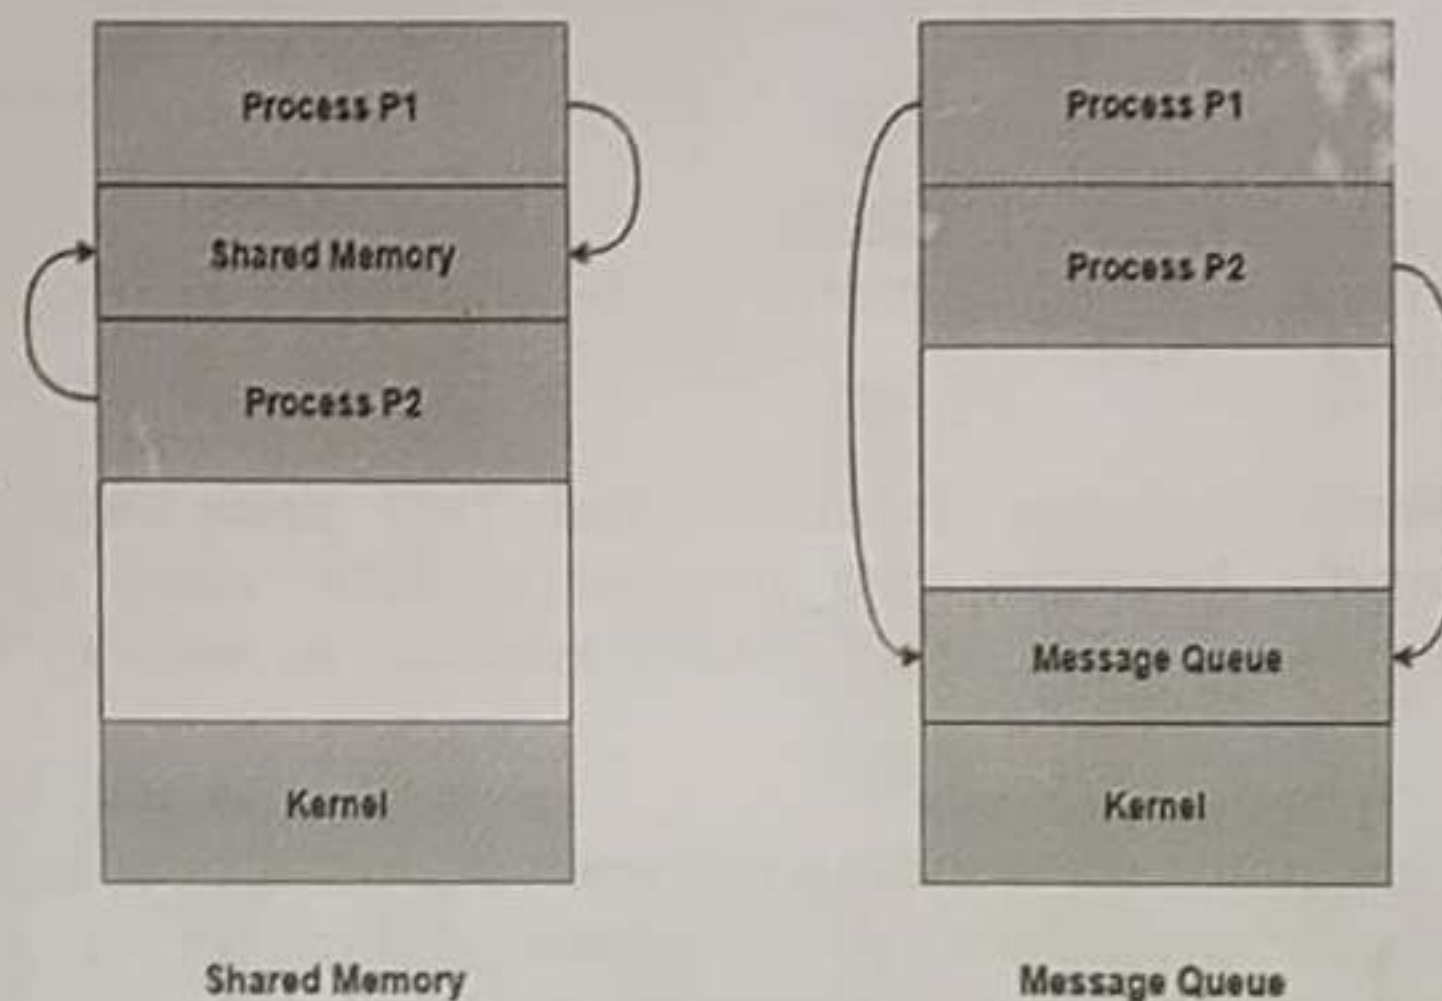 Process P1
Shared Memory
Process P2
Kernel
Shared Memory
Process P1
Process P2
Message Queue
Kernel
Message Queue